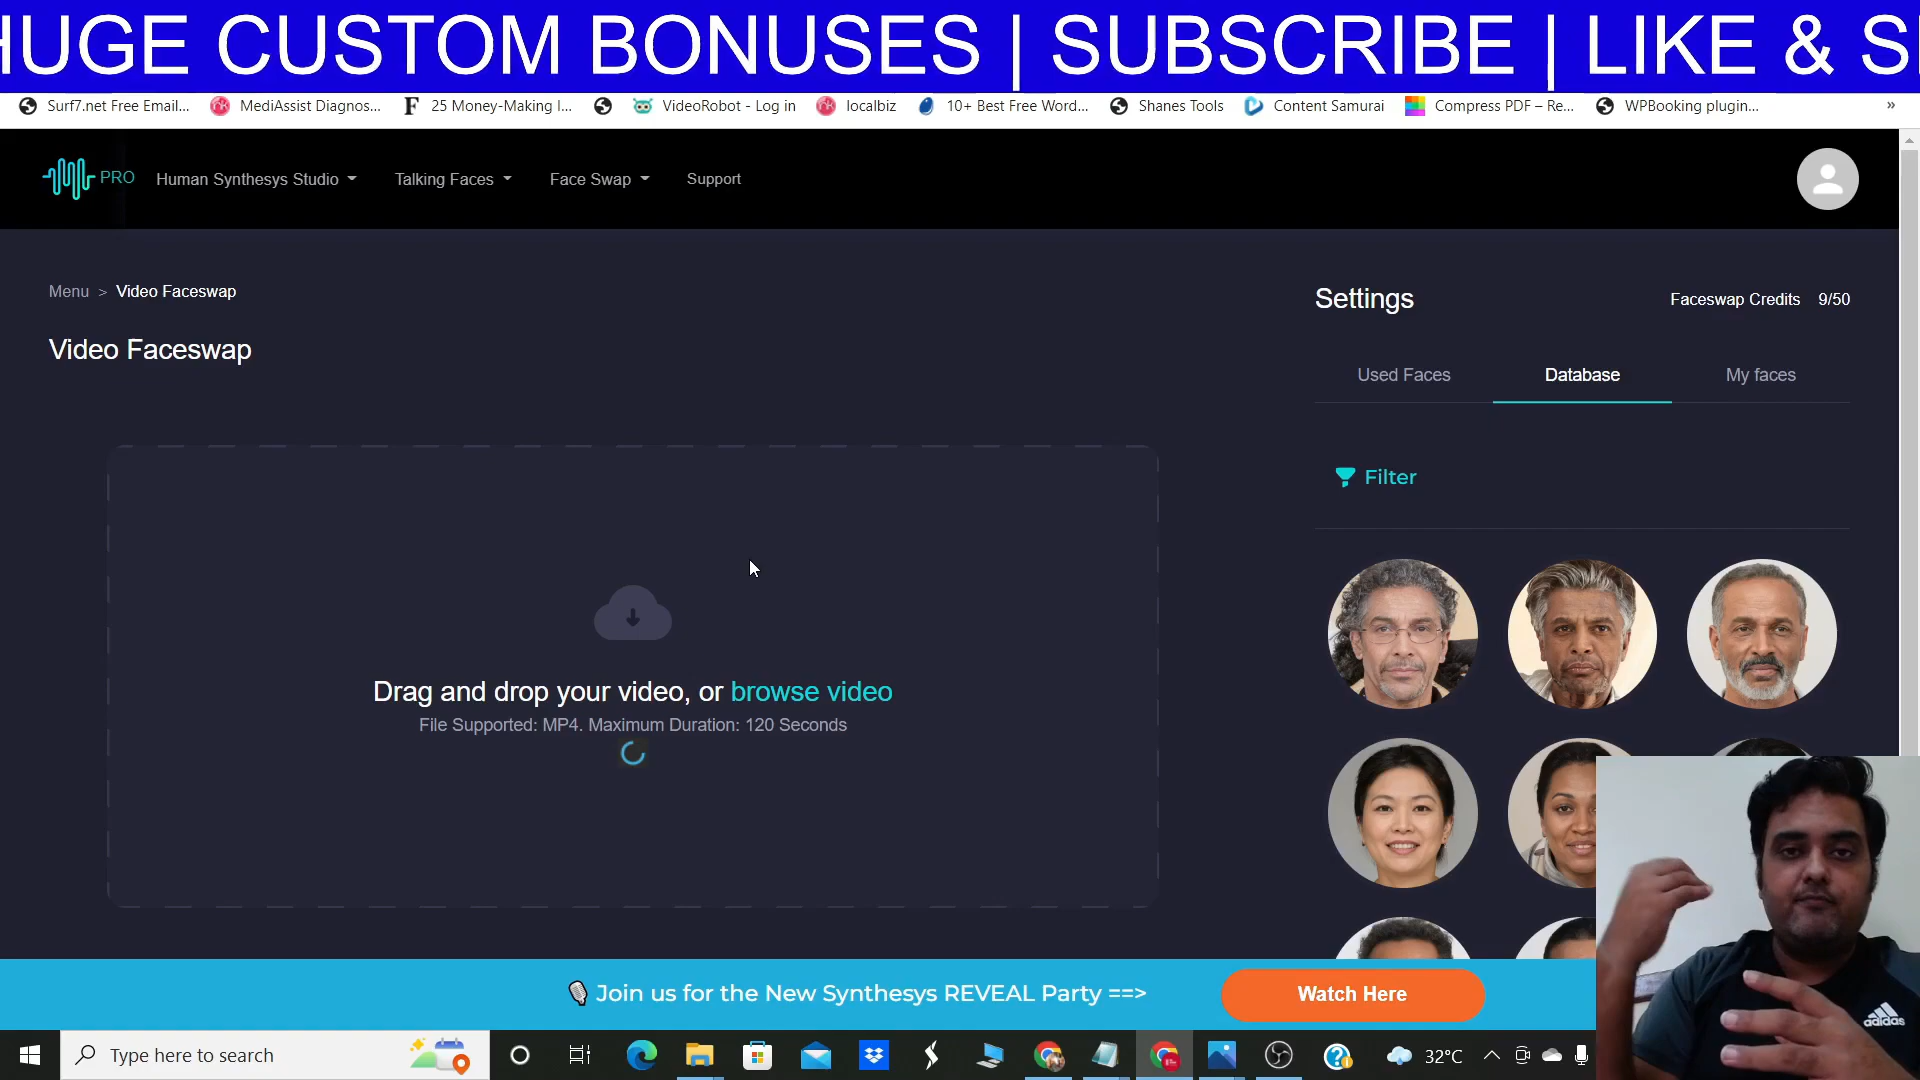 HUGE CUSTOM BONUSES | SUBSCRIBE | LIKE & S
Surf7.net Free Email... MediAssist Diagnos... 25 Money-Making I... VideoRobot - Log in localbiz 10+ Best Free Word... Shanes Tools Content Samurai Compress PDF – Re... WPBooking plugin... »
PRO Human Synthesys Studio Talking Faces Face Swap Support
Menu > Video Faceswap
Settings Faceswap Credits 9/50
Video Faceswap
Used Faces Database My faces
Filter
Drag and drop your video, or browse video
File Supported: MP4. Maximum Duration: 120 Seconds
Join us for the New Synthesys REVEAL Party ==> Watch Here
adidas
Type here to search 32°C